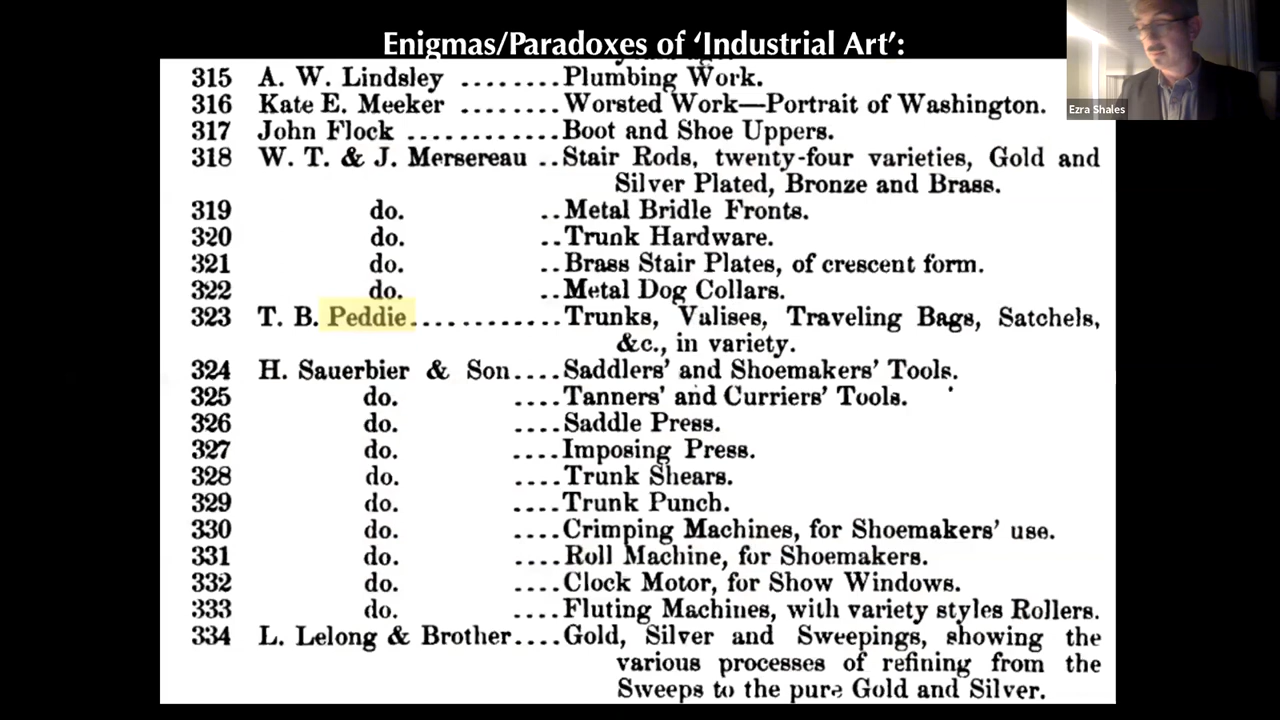 Enigmas/Paradoxes of ‘Industrial Art’:
Ezra Shales
315 A. W. Lindsley ........Plumbing Work.
316 Kate E. Meeker ........Worsted Work—Portrait of Washington.
317 John Flock ............Boot and Shoe Uppers.
318 W. T. & J. Mersereau ..Stair Rods, twenty-four varieties, Gold and
Silver Plated, Bronze and Brass.
319 do. ..Metal Bridle Fronts.
320 do. ..Trunk Hardware.
321 do. ..Brass Stair Plates, of crescent form.
322 do. ..Metal Dog Collars.
323 T. B. Peddie............Trunks, Valises, Traveling Bags, Satchels,
&c., in variety.
324 H. Sauerbier & Son....Saddlers’ and Shoemakers’ Tools.
325 do. ....Tanners’ and Curriers’ Tools.
326 do. ....Saddle Press.
327 do. ....Imposing Press.
328 do. ....Trunk Shears.
329 do. ....Trunk Punch.
330 do. ....Crimping Machines, for Shoemakers’ use.
331 do. ....Roll Machine, for Shoemakers.
332 do. ....Clock Motor, for Show Windows.
333 do. ....Fluting Machines, with variety styles Rollers.
334 L. Lelong & Brother....Gold, Silver and Sweepings, showing the
various processes of refining from the
Sweeps to the pure Gold and Silver.